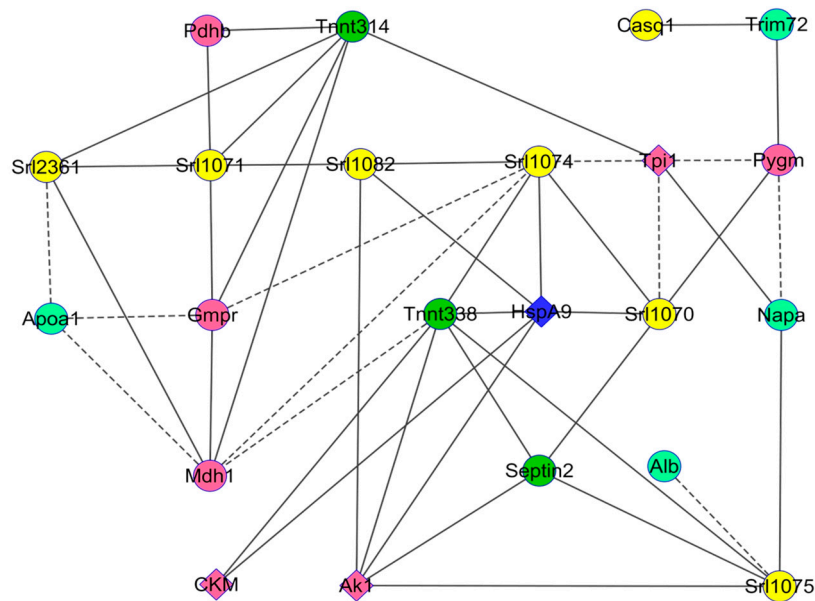 Pdhb Tnnt314 Casq1 Trim72
Srl2361 Srl1071 Srl1082 Srl1074 Tpi1 Pygm
Apoa1 Gmpr Tnnt338 HspA9 Srl1070 Napa
Mdh1 Septin2 Alb
CKM Ak1 Srl1075